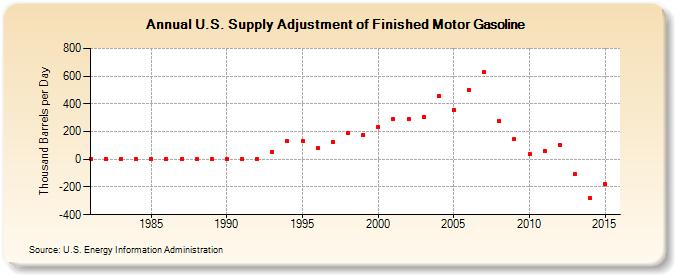 Annual U.S. Supply Adjustment of Finished Motor Gasoline
Thousand Barrels per Day
800
600
400
200
0
-200
-400
1985 1990 1995 2000 2005 2010 2015
Source: U.S. Energy Information Administration